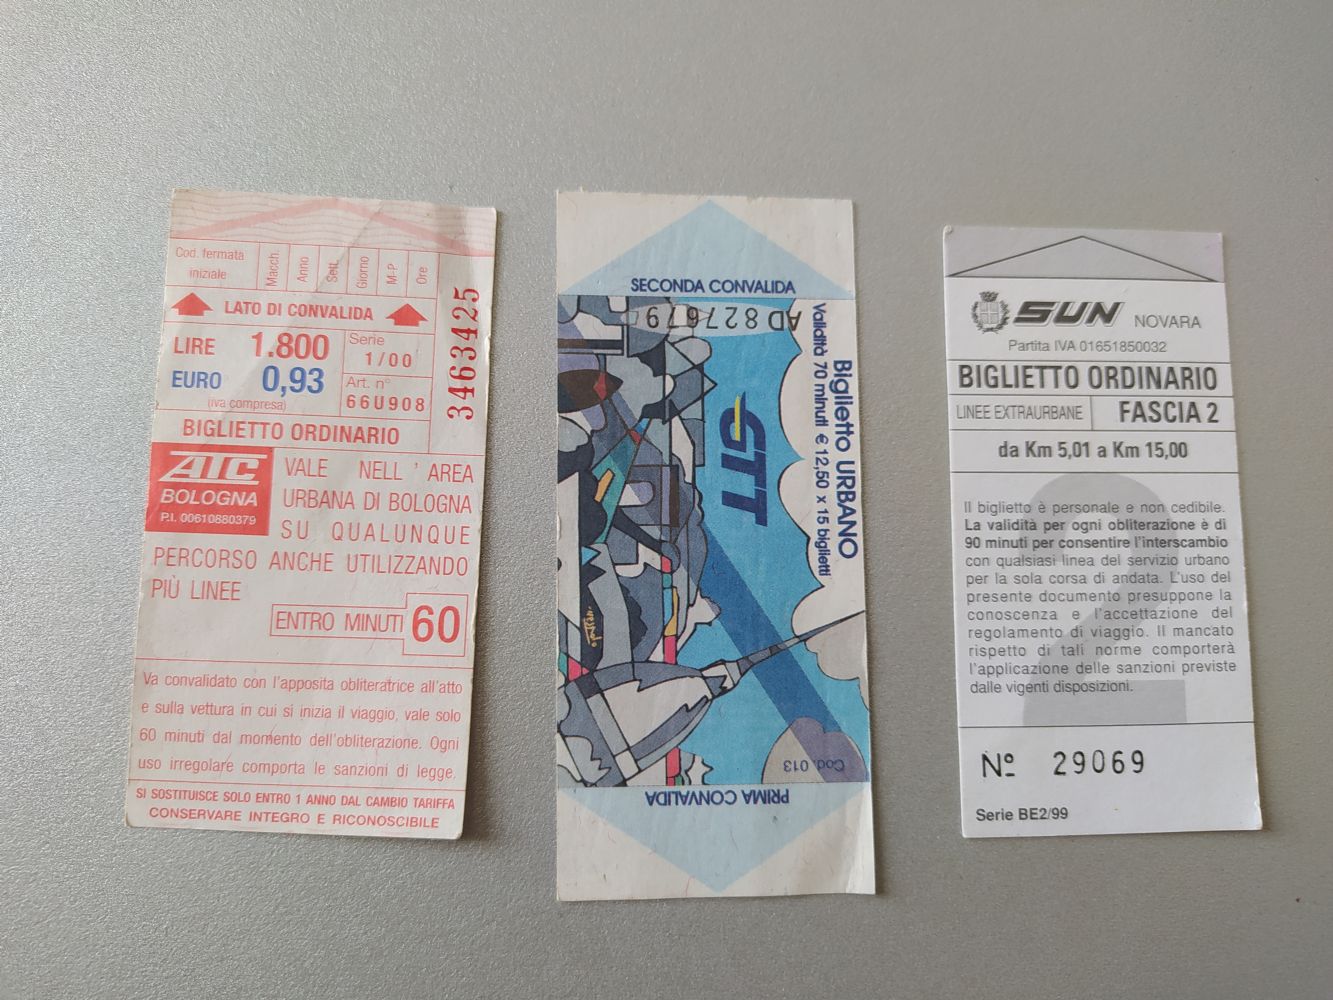 Cod. fermata
iniziale
Macch.
Anno
Sett.
Giorno
M-P
Ore
LATO DI CONVALIDA
LIRE 1.800
EURO 0,93
(iva compresa)
Serie
1/00
Art. n°
66U908
3463425
BIGLIETTO ORDINARIO
ATC
BOLOGNA
P.I. 00610880379
VALE NELL' AREA
URBANA DI BOLOGNA
SU QUALUNQUE
PERCORSO ANCHE UTILIZZANDO
PIÙ LINEE
ENTRO MINUTI 60
Va convalidato con l'apposita obliteratrice all'atto
e sulla vettura in cui si inizia il viaggio, vale solo
60 minuti dal momento dell'obliterazione. Ogni
uso irregolare comporta le sanzioni di legge.
SI SOSTITUISCE SOLO ENTRO 1 ANNO DAL CAMBIO TARIFFA
CONSERVARE INTEGRO E RICONOSCIBILE
SECONDA CONVALIDA
AD827679
Biglietto URBANO
Validità 70 minuti € 12,50 x 15 biglietti
GTT
Cod. 013
PRIMA CONVALIDA
SUN NOVARA
Partita IVA 01651850032
BIGLIETTO ORDINARIO
LINEE EXTRAURBANE FASCIA 2
da Km 5,01 a Km 15,00
2
Il biglietto è personale e non cedibile.
La validità per ogni obliterazione è di
90 minuti per consentire l'interscambio
con qualsiasi linea del servizio urbano
per la sola corsa di andata. L'uso del
presente documento presuppone la
conoscenza e l'accettazione del
regolamento di viaggio. Il mancato
rispetto di tali norme comporterà
l'applicazione delle sanzioni previste
dalle vigenti disposizioni.
Nº 29069
Serie BE2/99